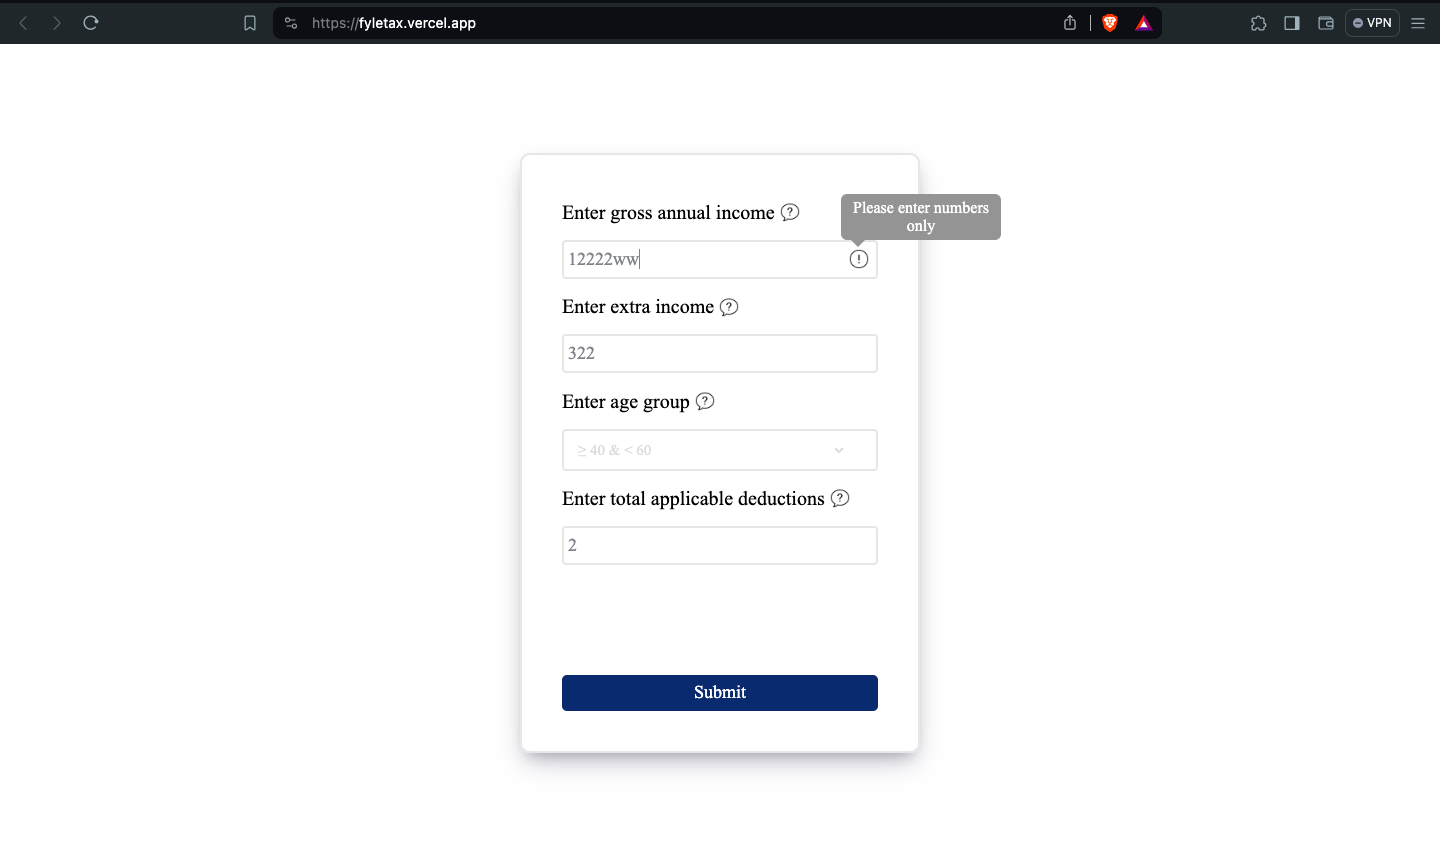 https://fyletax.vercel.app
VPN
Enter gross annual income
Please enter numbers
only
12222ww
Enter extra income
322
Enter age group
≥ 40 & < 60
Enter total applicable deductions
2
Submit